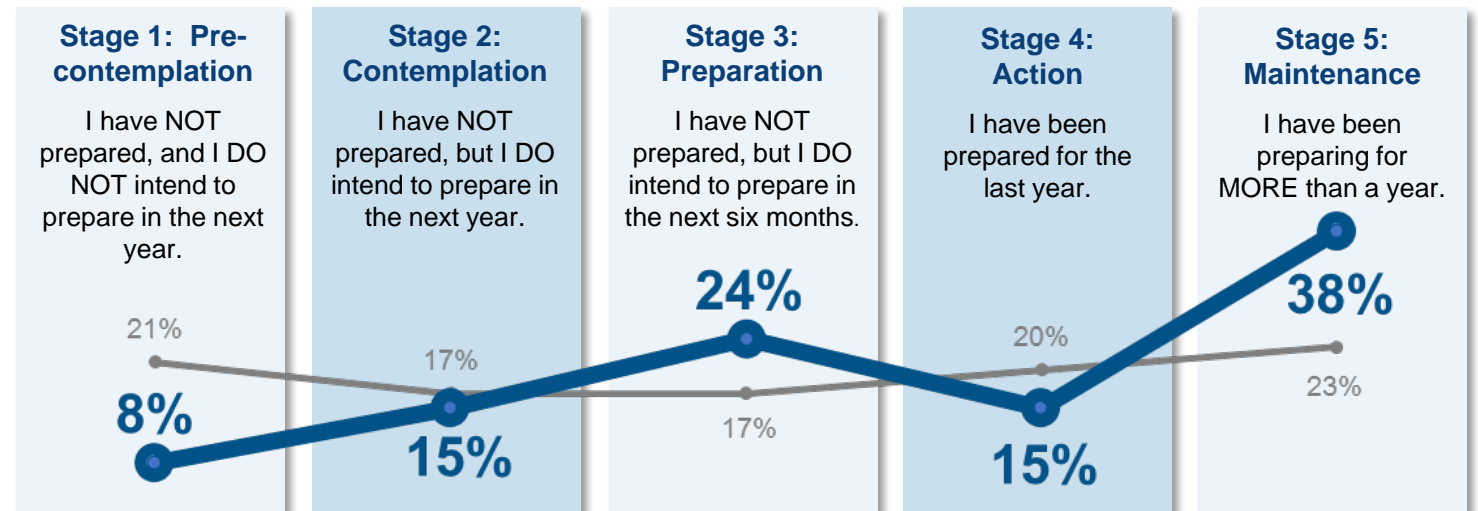 Stage 1:  Pre-
contemplation
I have NOT
prepared, and I DO
NOT intend to
prepare in the next
year.
21%
8%
Stage 2:
Contemplation
I have NOT
prepared, but I DO
intend to prepare in
the next year.
17%
15%
Stage 3:
Preparation
I have NOT
prepared, but I DO
intend to prepare in
the next six months.
24%
17%
Stage 4:
Action
I have been
prepared for the
last year.
20%
15%
Stage 5:
Maintenance
I have been
preparing for
MORE than a year.
38%
23%